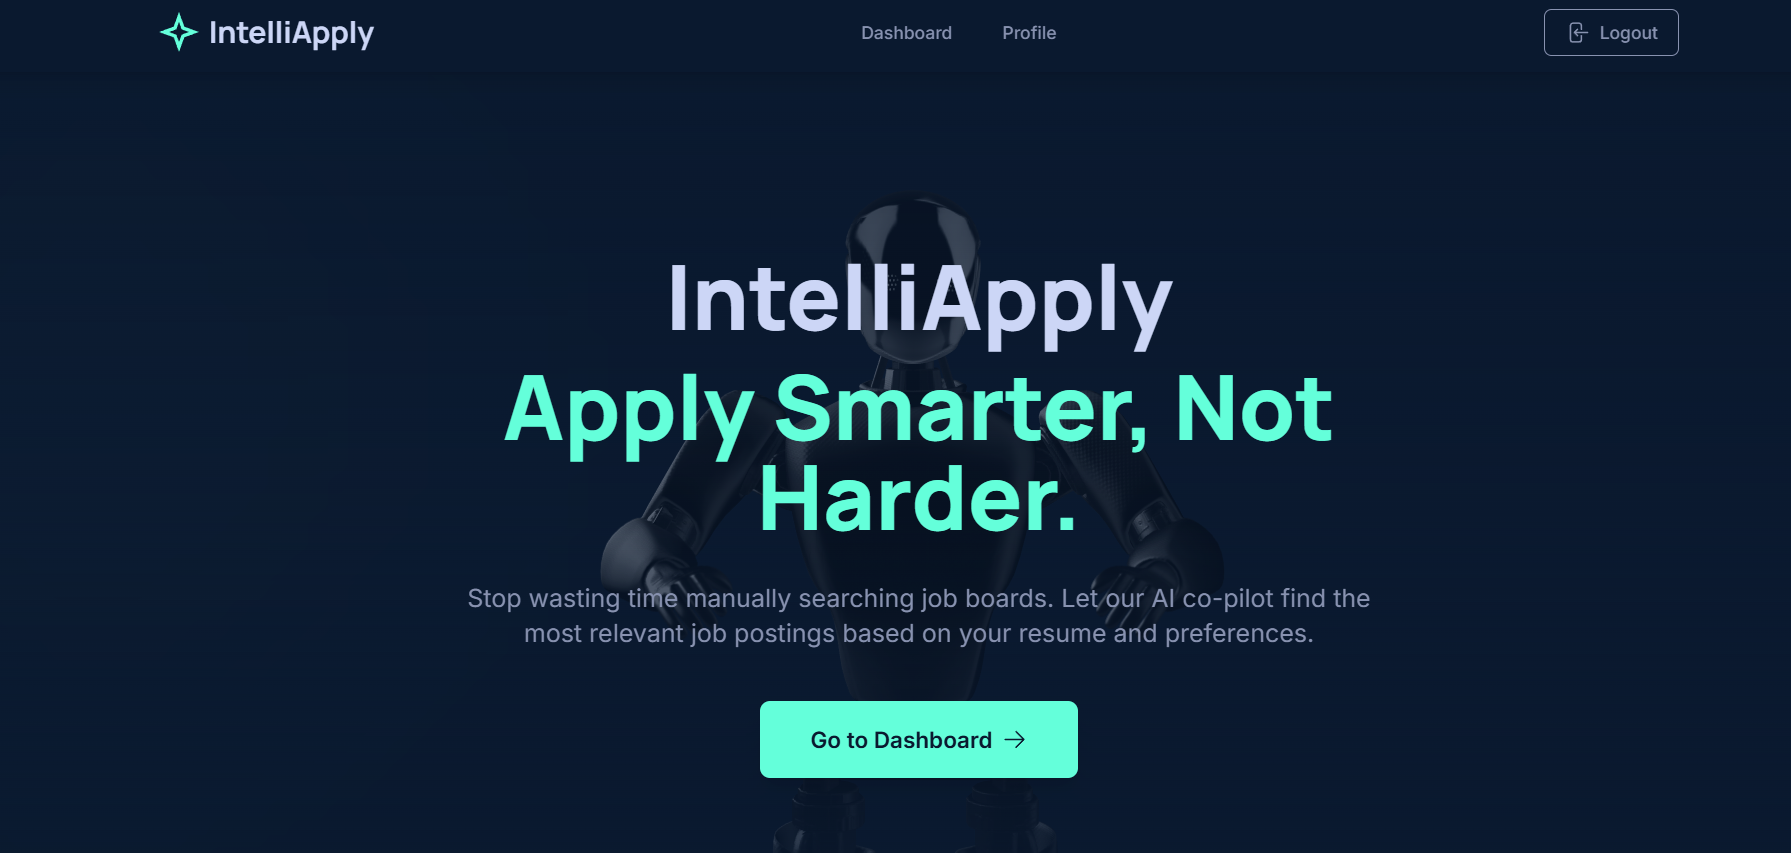 IntelliApply
Dashboard
Profile
Logout
IntelliApply
Apply Smarter, Not
Harder.
Stop wasting time manually searching job boards. Let our AI co-pilot find the
most relevant job postings based on your resume and preferences.
Go to Dashboard →